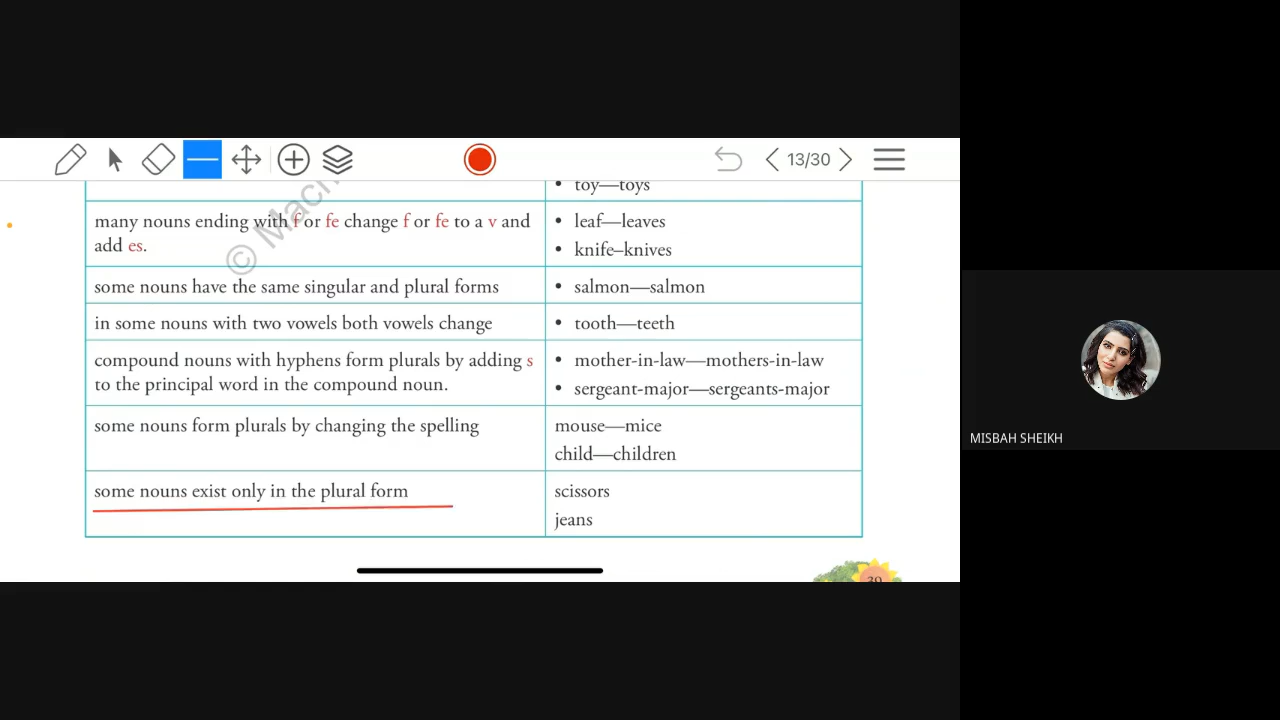 13/30
• toy—toys
many nouns ending with f or fe change f or fe to a v and
add es.
• leaf—leaves
• knife–knives
some nouns have the same singular and plural forms
• salmon—salmon
in some nouns with two vowels both vowels change
• tooth—teeth
compound nouns with hyphens form plurals by adding s
to the principal word in the compound noun.
• mother-in-law—mothers-in-law
• sergeant-major—sergeants-major
some nouns form plurals by changing the spelling
mouse—mice
child—children
some nouns exist only in the plural form
scissors
jeans
39
MISBAH SHEIKH